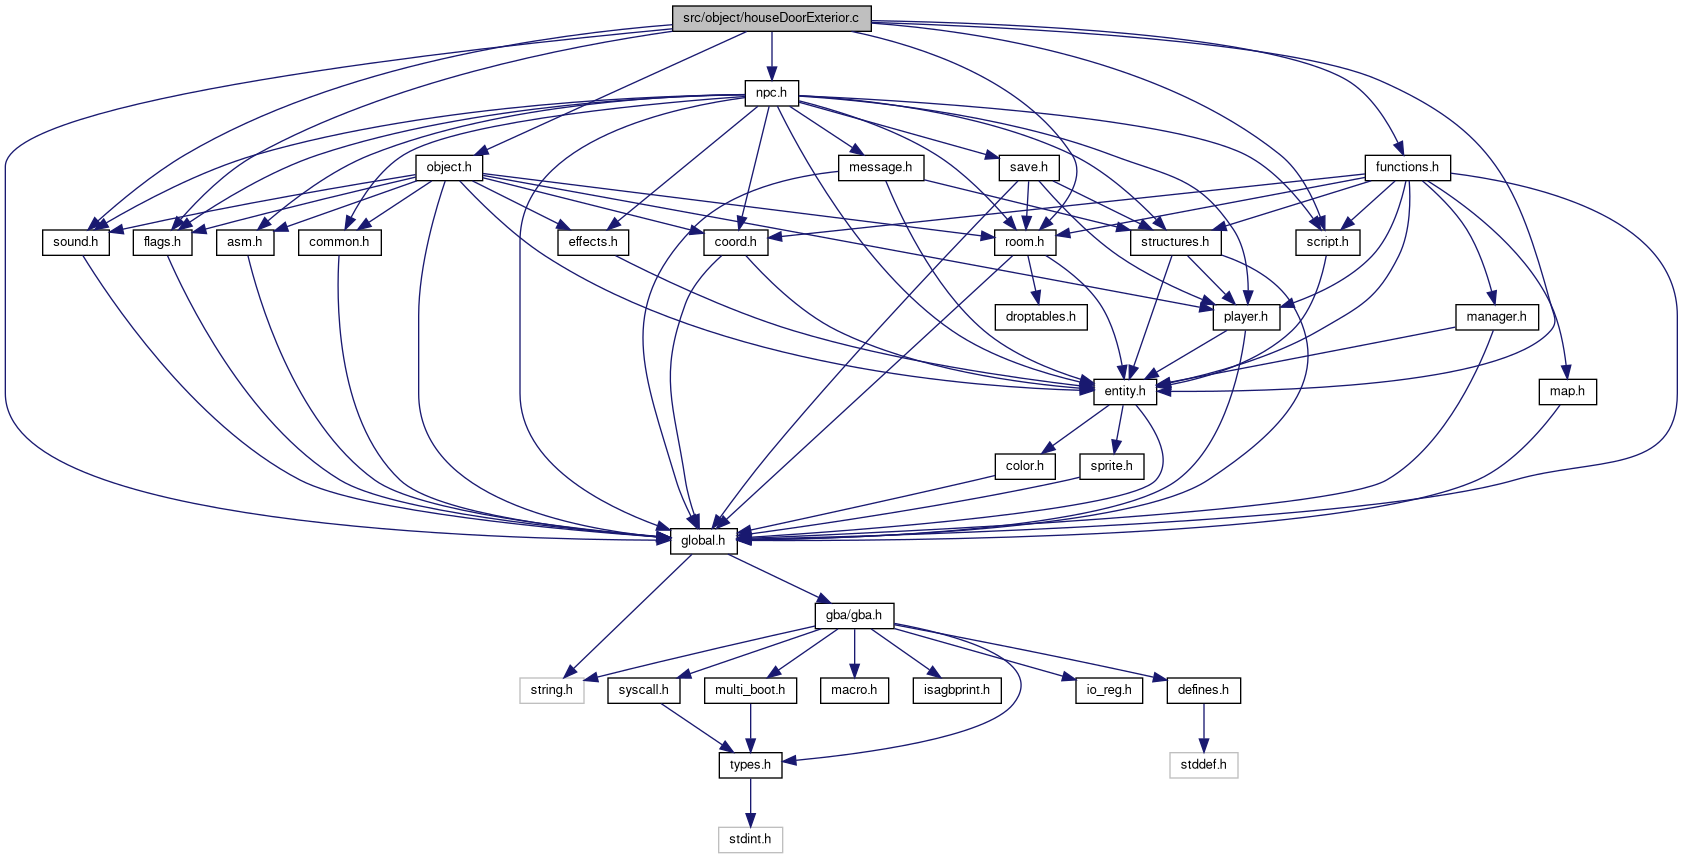 src/object/houseDoorExterior.c
npc.h
object.h
message.h
save.h
functions.h
sound.h
flags.h
asm.h
common.h
effects.h
coord.h
room.h
structures.h
script.h
droptables.h
player.h
manager.h
entity.h
map.h
color.h
sprite.h
global.h
gba/gba.h
string.h
syscall.h
multi_boot.h
macro.h
isagbprint.h
io_reg.h
defines.h
types.h
stddef.h
stdint.h